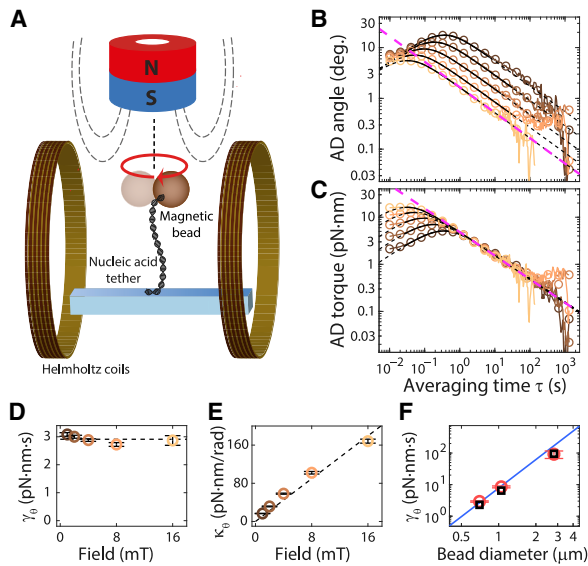 A
N
S
Magnetic
bead
Nucleic acid
tether
Helmholtz coils
B
AD angle (deg.)
30
10
3
1
0.3
0.1
0.03
C
AD torque (pN·nm)
30
10
3
1
0.3
0.1
0.03
10⁻² 10⁻¹ 10⁰ 10¹ 10² 10³
Averaging time τ (s)
D
γθ (pN·nm·s)
3
2
1
0
0 4 8 12 16
Field (mT)
E
κθ (pN·nm/rad)
160
80
0
0 4 8 12 16
Field (mT)
F
γθ (pN·nm·s)
10²
10¹
10⁰
0.5 1 2 3 4
Bead diameter (μm)